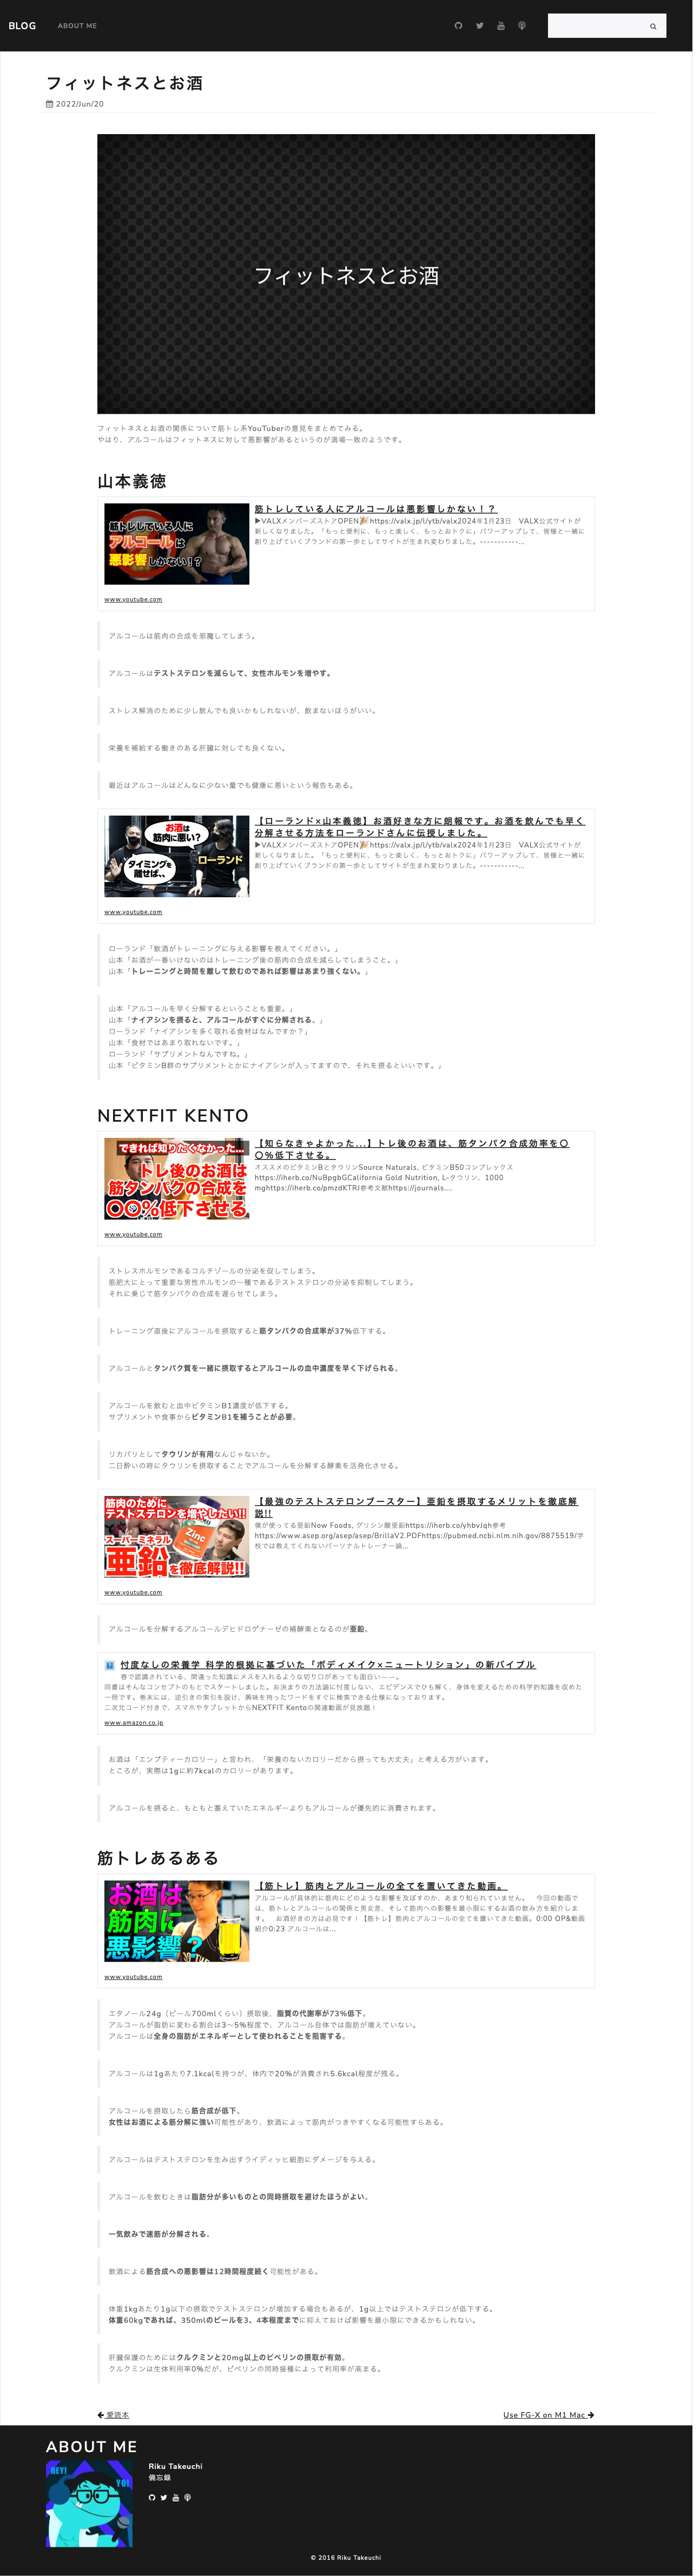 BLOG
ABOUT ME
フィットネスとお酒
2022/Jun/20
フィットネスとお酒
フィットネスとお酒の関係について筋トレ系YouTuberの意見をまとめてみる。
やはり、アルコールはフィットネスに対して悪影響があるというのが満場一致のようです。
山本義徳
筋トレしている人に
アルコールは
悪影響しかない！？
筋トレしている人にアルコールは悪影響しかない！？
▶VALXメンバーズストアOPEN🎉https://valx.jp/l/ytb/valx2024年1月23日　VALX公式サイトが
新しくなりました。「もっと便利に、もっと楽しく、もっとおトクに」パワーアップして、皆様と一緒に
創り上げていくブランドの第一歩としてサイトが生まれ変わりました。-----------...
www.youtube.com
アルコールは筋肉の合成を邪魔してしまう。
アルコールはテストステロンを減らして、女性ホルモンを増やす。
ストレス解消のために少し飲んでも良いかもしれないが、飲まないほうがいい。
栄養を補給する働きのある肝臓に対しても良くない。
最近はアルコールはどんなに少ない量でも健康に悪いという報告もある。
お酒は
筋肉に悪い？
タイミングを
離せば、、
ローランド
【ローランド×山本義徳】お酒好きな方に朗報です。お酒を飲んでも早く
分解させる方法をローランドさんに伝授しました。
▶VALXメンバーズストアOPEN🎉https://valx.jp/l/ytb/valx2024年1月23日　VALX公式サイトが
新しくなりました。「もっと便利に、もっと楽しく、もっとおトクに」パワーアップして、皆様と一緒に
創り上げていくブランドの第一歩としてサイトが生まれ変わりました。-----------...
www.youtube.com
ローランド「飲酒がトレーニングに与える影響を教えてください。」
山本「お酒が一番いけないのはトレーニング後の筋肉の合成を減らしてしまうこと。」
山本「トレーニングと時間を離して飲むのであれば影響はあまり強くない。」
山本「アルコールを早く分解するということも重要。」
山本「ナイアシンを摂ると、アルコールがすぐに分解される。」
ローランド「ナイアシンを多く取れる食材はなんですか？」
山本「食材ではあまり取れないです。」
ローランド「サプリメントなんですね。」
山本「ビタミンB群のサプリメントとかにナイアシンが入ってますので、それを摂るといいです。」
NEXTFIT KENTO
できれば知りたくなかった...
トレ後のお酒は
筋タンパクの合成を
〇〇%低下させる
【知らなきゃよかった...】トレ後のお酒は、筋タンパク合成効率を〇
〇%低下させる。
オススメのビタミンBとタウリンSource Naturals, ビタミンB50コンプレックス
https://iherb.co/NuBpgbGCalifornia Gold Nutrition, L-タウリン、1000
mghttps://iherb.co/pmzdKTRJ参考文献https://journals....
www.youtube.com
ストレスホルモンであるコルチゾールの分泌を促してしまう。
筋肥大にとって重要な男性ホルモンの一種であるテストステロンの分泌を抑制してしまう。
それに乗じて筋タンパクの合成を遅らせてしまう。
トレーニング直後にアルコールを摂取すると筋タンパクの合成率が37%低下する。
アルコールとタンパク質を一緒に摂取するとアルコールの血中濃度を早く下げられる。
アルコールを飲むと血中ビタミンB1濃度が低下する。
サプリメントや食事からビタミンB1を補うことが必要。
リカバリとしてタウリンが有用なんじゃないか。
二日酔いの時にタウリンを摂取することでアルコールを分解する酵素を活発化させる。
筋肉のために
テストステロンを増やしたい!!
Zinc
スーパーミネラル
亜鉛を徹底解説!!
【最強のテストステロンブースター】亜鉛を摂取するメリットを徹底解
説!!
僕が使ってる亜鉛Now Foods, グリシン酸亜鉛https://iherb.co/yhbvJqh参考
https://www.asep.org/asep/asep/BrillaV2.PDFhttps://pubmed.ncbi.nlm.nih.gov/8875519/学
校では教えてくれないパーソナルトレーナー論...
www.youtube.com
アルコールを分解するアルコールデヒドロゲナーゼの補酵素となるのが亜鉛。
忖度なしの栄養学 科学的根拠に基づいた「ボディメイク×ニュートリション」の新バイブル
巷で認識されている、間違った知識にメスを入れるような切り口があっても面白い――。
同書はそんなコンセプトのもとでスタートしました。お決まりの方法論に忖度しない、エビデンスでひも解く、身体を変えるための科学的知識を収めた
一冊です。巻末には、逆引きの索引を設け、興味を持ったワードをすぐに検索できる仕様になっております。
二次元コード付きで、スマホやタブレットからNEXTFIT Kentoの関連動画が見放題！
www.amazon.co.jp
お酒は「エンプティーカロリー」と言われ、「栄養のないカロリーだから摂っても大丈夫」と考える方がいます。
ところが、実際は1gに約7kcalのカロリーがあります。
アルコールを摂ると、もともと蓄えていたエネルギーよりもアルコールが優先的に消費されます。
筋トレあるある
お酒は
筋肉に
悪影響？
【筋トレ】筋肉とアルコールの全てを置いてきた動画。
アルコールが具体的に筋肉にどのような影響を及ぼすのか、あまり知られていません。　今回の動画で
は、筋トレとアルコールの関係と男女差、そして筋肉への影響を最小限にするお酒の飲み方を紹介しま
す。　お酒好きの方は必見です！【筋トレ】筋肉とアルコールの全てを置いてきた動画。0:00 OP&動画
紹介0:23 アルコールは...
www.youtube.com
エタノール24g（ビール700mlくらい）摂取後、脂質の代謝率が73%低下。
アルコールが脂肪に変わる割合は3〜5%程度で、アルコール自体では脂肪が増えていない。
アルコールは全身の脂肪がエネルギーとして使われることを阻害する。
アルコールは1gあたり7.1kcalを持つが、体内で20%が消費され5.6kcal程度が残る。
アルコールを摂取したら筋合成が低下。
女性はお酒による筋分解に強い可能性があり、飲酒によって筋肉がつきやすくなる可能性すらある。
アルコールはテストステロンを生み出すライディッヒ細胞にダメージを与える。
アルコールを飲むときは脂肪分が多いものとの同時摂取を避けたほうがよい。
一気飲みで速筋が分解される。
飲酒による筋合成への悪影響は12時間程度続く可能性がある。
体重1kgあたり1g以下の摂取でテストステロンが増加する場合もあるが、1g以上ではテストステロンが低下する。
体重60kgであれば、350mlのビールを3、4本程度までに抑えておけば影響を最小限にできるかもしれない。
肝臓保護のためにはクルクミンと20mg以上のピペリンの摂取が有効。
クルクミンは生体利用率0%だが、ピペリンの同時接種によって利用率が高まる。
愛読本
Use FG-X on M1 Mac
ABOUT ME
HEY!
YO!
Riku Takeuchi
備忘録
© 2016 Riku Takeuchi